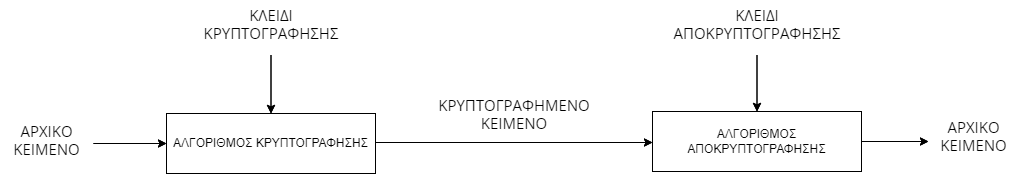 ΚΛΕΙΔΙ
ΚΡΥΠΤΟΓΡΑΦΗΣΗΣ
ΚΛΕΙΔΙ
ΑΠΟΚΡΥΠΤΟΓΡΑΦΗΣΗΣ
ΑΡΧΙΚΟ
ΚΕΙΜΕΝΟ
ΑΛΓΟΡΙΘΜΟΣ ΚΡΥΠΤΟΓΡΑΦΗΣΗΣ
ΚΡΥΠΤΟΓΡΑΦΗΜΕΝΟ
ΚΕΙΜΕΝΟ
ΑΛΓΟΡΙΘΜΟΣ
ΑΠΟΚΡΥΠΤΟΓΡΑΦΗΣΗΣ
ΑΡΧΙΚΟ
ΚΕΙΜΕΝΟ